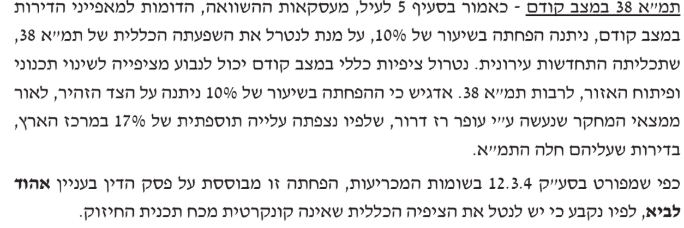 תמ״א 38 במצב קודם - כאמור בסעיף 5 לעיל, מעסקאות ההשוואה, הדומות למאפייני הדירות
במצב קודם, ניתנה הפחתה בשיעור של 10%, על מנת לנטרל את השפעתה הכללית של תמ״א 38,
שתכליתה התחדשות עירונית. נטרול ציפיות כללי במצב קודם יכול לנבוע מציפייה לשינוי תכנוני
ופיתוח האזור, לרבות תמ״א 38. אדגיש כי ההפחתה בשיעור של 10% ניתנה על הצד הזהיר, לאור
ממצאי המחקר שנעשה ע״י עופר רז דרור, שלפיו נצפתה עלייה תוספתית של 17% במרכז הארץ,
בדירות שעליהם חלה התמ״א.
כפי שמפורט בסע״ק 12.3.4 בשומות המכריעות, הפחתה זו מבוססת על פסק הדין בעניין אהוד
לביא, לפיו נקבע כי יש לנטל את הציפיה הכללית שאינה קונקרטית מכח תכנית החיזוק.